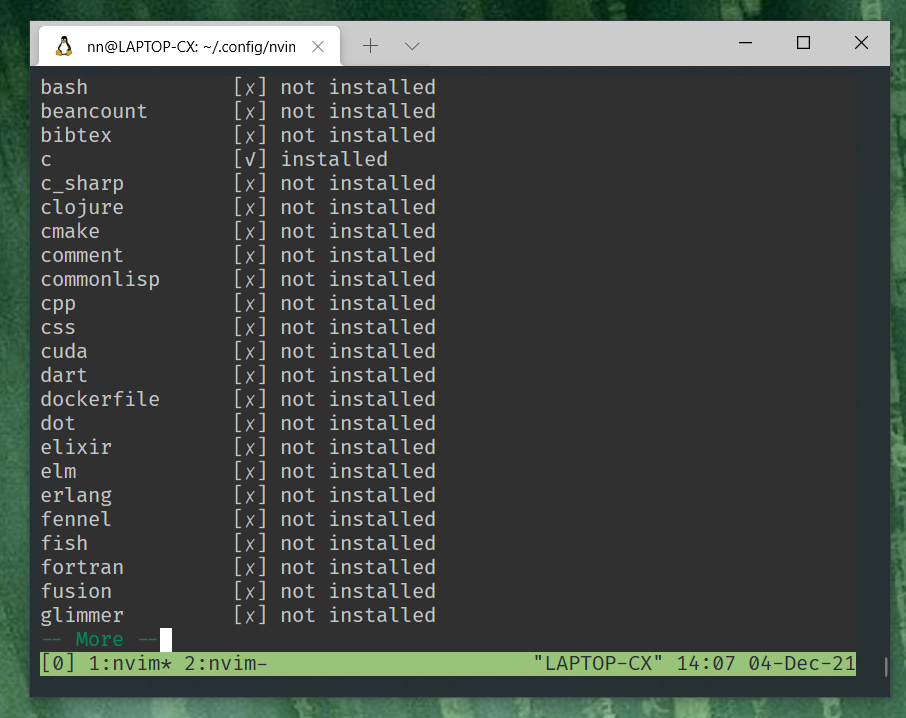 nn@LAPTOP-CX: ~/.config/nvin
bash [x] not installed
beancount [x] not installed
bibtex [x] not installed
c [√] installed
c_sharp [x] not installed
clojure [x] not installed
cmake [x] not installed
comment [x] not installed
commonlisp [x] not installed
cpp [x] not installed
css [x] not installed
cuda [x] not installed
dart [x] not installed
dockerfile [x] not installed
dot [x] not installed
elixir [x] not installed
elm [x] not installed
erlang [x] not installed
fennel [x] not installed
fish [x] not installed
fortran [x] not installed
fusion [x] not installed
glimmer [x] not installed
-- More --
[0] 1:nvim* 2:nvim- "LAPTOP-CX" 14:07 04-Dec-21